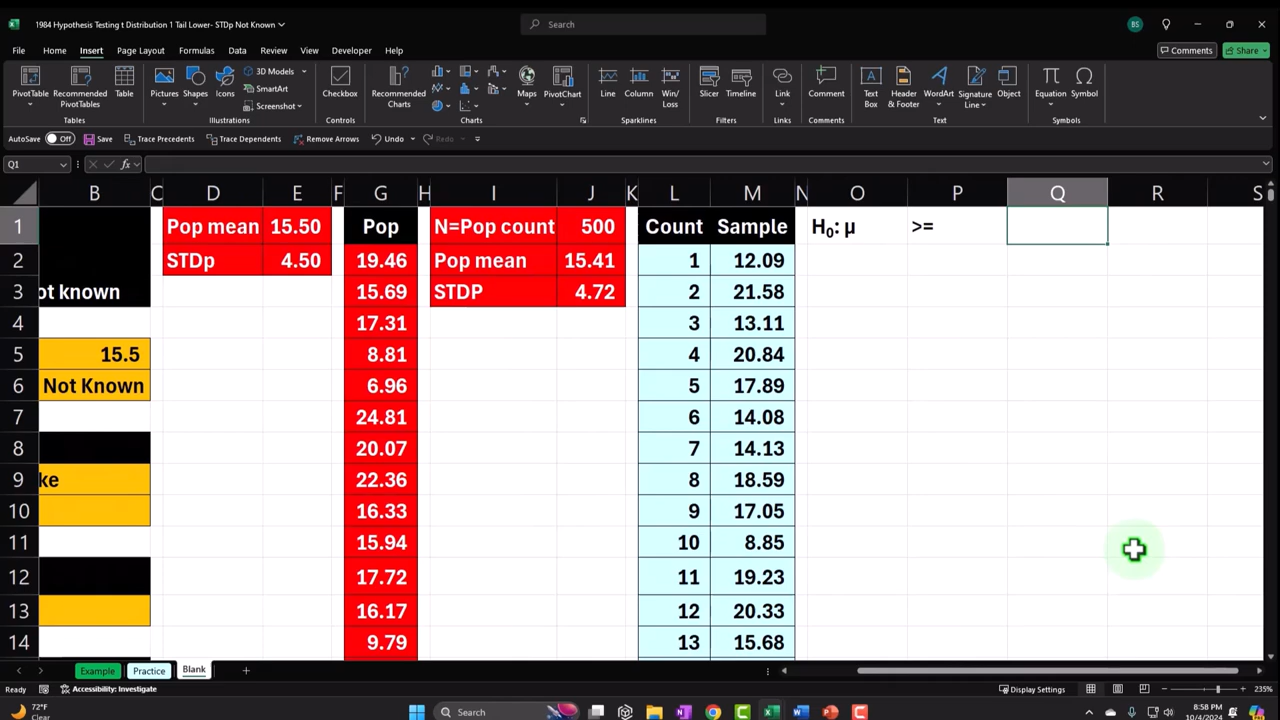 1984 Hypothesis Testing t Distribution 1 Tail Lower- STDp Not Known
Search
BS
File Home Insert Page Layout Formulas Data Review View Developer Help
Comments Share
PivotTable Recommended PivotTables Table
Pictures Shapes Icons 3D Models SmartArt Screenshot
Checkbox
Recommended Charts Maps PivotChart
Line Column Win/Loss
Slicer Timeline
Link Comment
Text Box Header & Footer WordArt Signature Line Object
Equation Symbol
Tables Illustrations Controls Charts Sparklines Filters Links Comments Text Symbols
AutoSave Off Save Trace Precedents Trace Dependents Remove Arrows Undo Redo
Q1 fx
B C D E F G H I J K L M N O P Q R S
1 Pop mean 15.50 Pop N=Pop count 500 Count Sample H₀: µ >=
2 STDp 4.50 19.46 Pop mean 15.41 1 12.09
3 ot known 15.69 STDP 4.72 2 21.58
4 17.31 3 13.11
5 15.5 8.81 4 20.84
6 Not Known 6.96 5 17.89
7 24.81 6 14.08
8 20.07 7 14.13
9 ke 22.36 8 18.59
10 16.33 9 17.05
11 15.94 10 8.85
12 17.72 11 19.23
13 16.17 12 20.33
14 9.79 13 15.68
Example Practice Blank +
Ready Accessibility: Investigate Display Settings 235%
72°F
Clear
Search
8:58 PM
10/4/2024